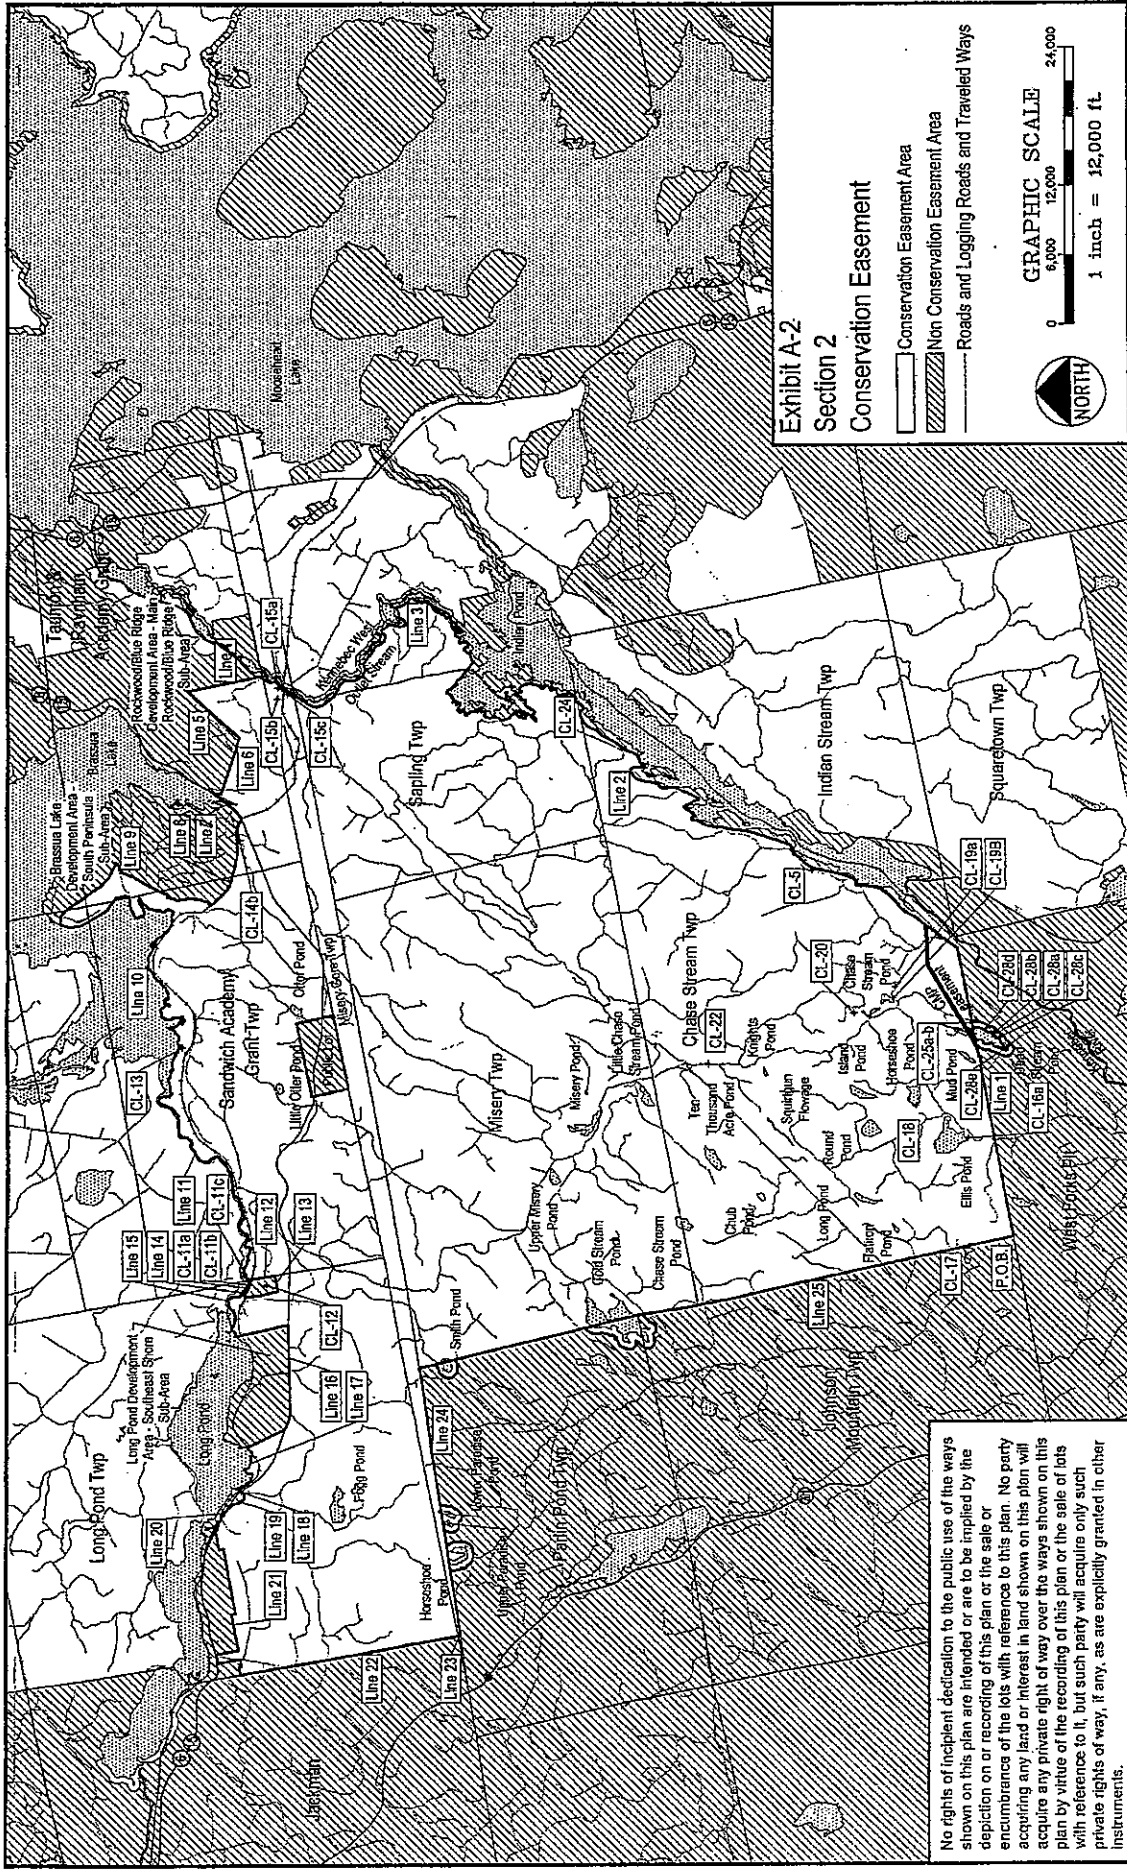 Exhibit A-2
Section 2
Conservation Easement
Conservation Easement Area
Non Conservation Easement Area
Roads and Logging Roads and Traveled Ways
GRAPHIC SCALE
0
6,000
12,000
24,000
1 inch = 12,000 ft.
NORTH
No rights of incipient dedication to the public use of the ways
shown on this plan are intended or are to be implied by the
depiction on or recording of this plan or the sale or
encumbrance of the lots with reference to this plan. No party
acquiring any land or interest in land shown on this plan will
acquire any private right of way over the ways shown on this
plan by virtue of the recording of this plan or the sale of lots
with reference to it, but such party will acquire only such
private rights of way, if any, as are explicitly granted in other
instruments.
Long Pond Twp
Long Pond Development
Area - Southeast Shore
Sub-Area
Long Pond
Line 20
Line 21
Line 19
Line 18
Line 16
Line 17
CL-12
Line 15
Line 14
CL-11a
CL-11b
Line 11
CL-11c
Line 12
Line 13
Fogg Pond
Horseshoe
Pond
Line 22
Line 23
Line 24
Jackman
Upper Paradise
Pond
Parlin Pond Twp
Smith Pond
CL-13
Line 10
Sandwich Academy
Grant Twp
Little Otter Pond
Otter Pond
Public Lot
Misery Gore Twp
CL-14b
Brassua Lake
Development Area -
South Peninsula
Sub-Area
Line 9
Line 8
Line 7
Brassua
Lake
Line 6
Line 5
Line 4
Rockwood/Blue Ridge
Development Area - Main
Rockwood/Blue Ridge
Sub-Area
Taunton &
Raynham
Academy Grant
CL-15a
CL-15b
CL-15c
Kennebec West
Outlet Stream
Line 3
Moosehead
Lake
Sapling Twp
Indian Pond
CL-24
Line 2
Misery Twp
Misery Pond
Upper Misery
Pond
Cold Stream
Pond
Chase Stream
Pond
Little Chase
Stream Pond
Chase Stream Twp
CL-22
Knights
Pond
Ten
Thousand
Acre Pond
Squirtgun
Flowage
Chub
Pond
Long Pond
Round
Pond
Flatiron
Pond
Island
Pond
Horseshoe
Pond
Chase
Stream
Pond
CL-20
CL-5
CL-18
CL-25a-b
Mud Pond
CL-28e
Ellis Pond
Line 1
CL-16a
CMP
Easement
CL-19a
CL-19B
CL-28d
CL-28b
CL-28a
CL-28c
Indian Stream Twp
Squaretown Twp
Line 25
CL-17
P.O.B.
Johnson
Mountain Twp
West Forks Plt